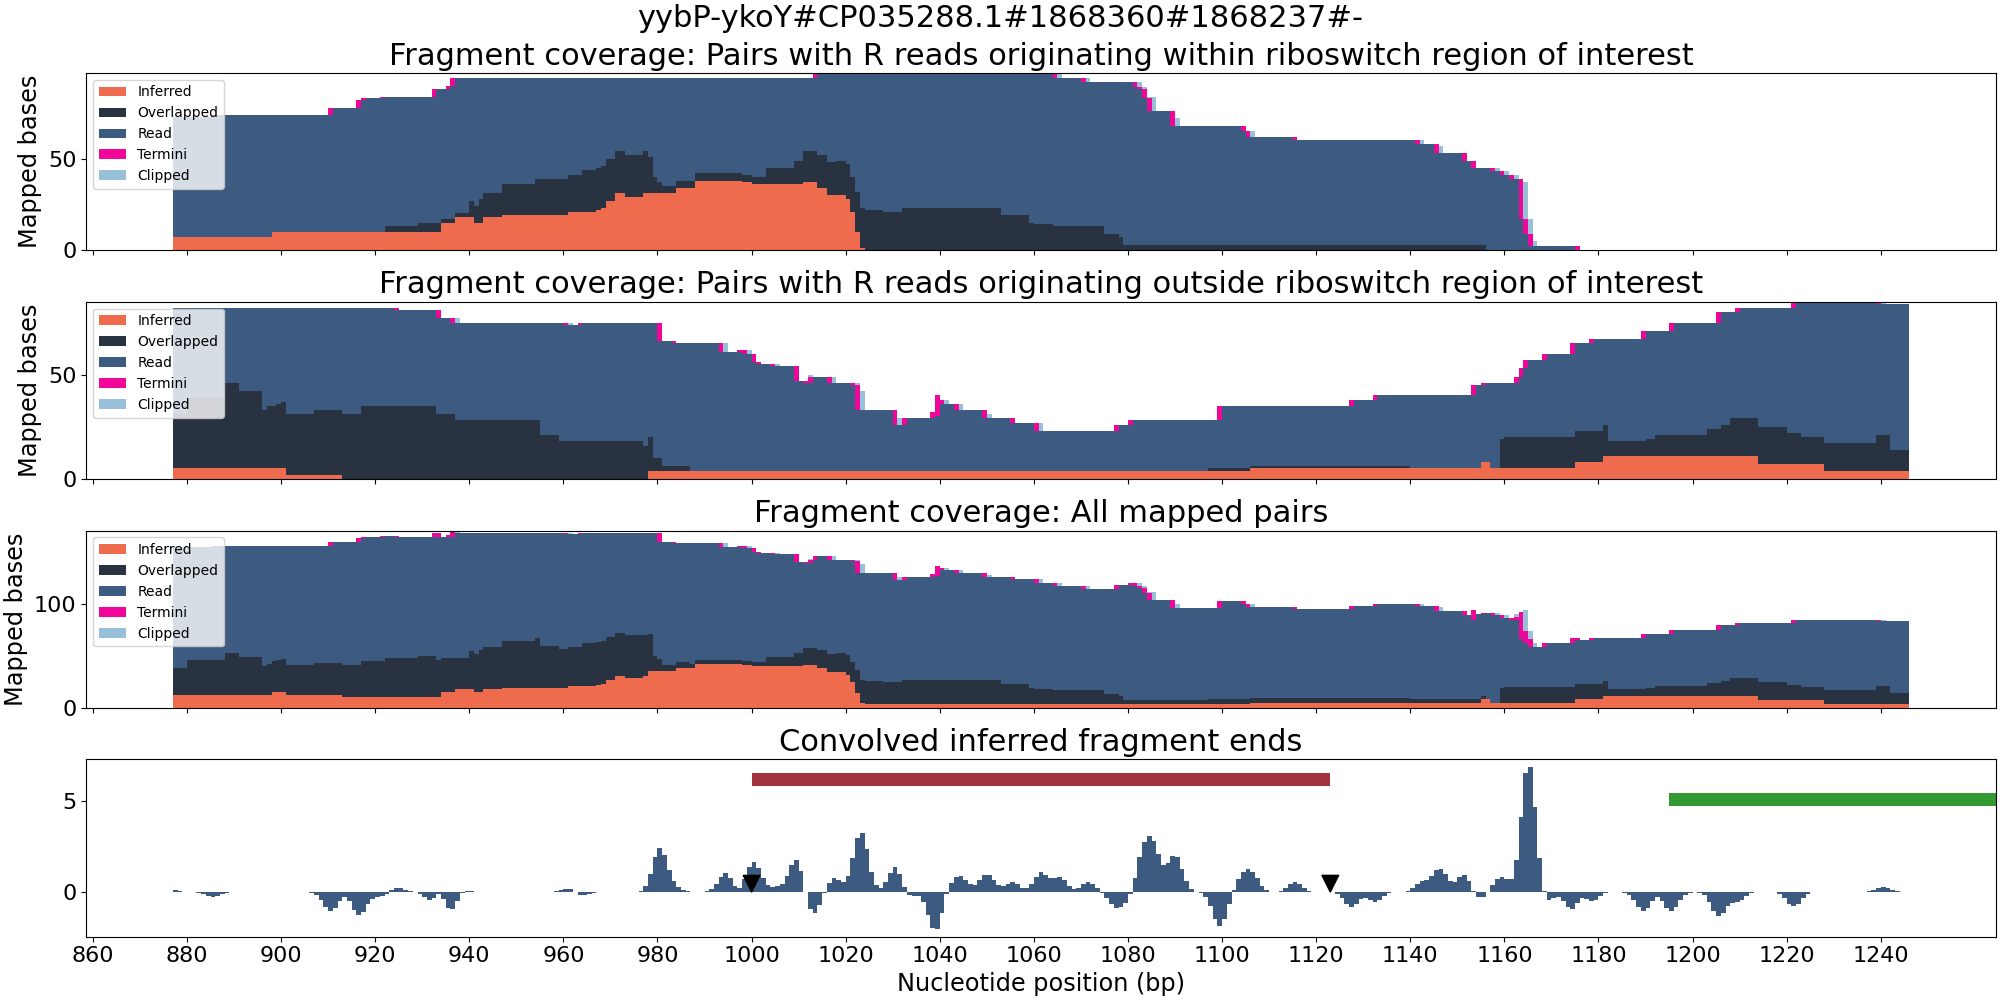 yybP-ykoY#CP035288.1#1868360#1868237#-
Fragment coverage: Pairs with R reads originating within riboswitch region of interest
Mapped bases
50
0
Inferred
Overlapped
Read
Termini
Clipped
Fragment coverage: Pairs with R reads originating outside riboswitch region of interest
Mapped bases
50
0
Inferred
Overlapped
Read
Termini
Clipped
Fragment coverage: All mapped pairs
Mapped bases
100
0
Inferred
Overlapped
Read
Termini
Clipped
Convolved inferred fragment ends
5
0
860 880 900 920 940 960 980 1000 1020 1040 1060 1080 1100 1120 1140 1160 1180 1200 1220 1240
Nucleotide position (bp)